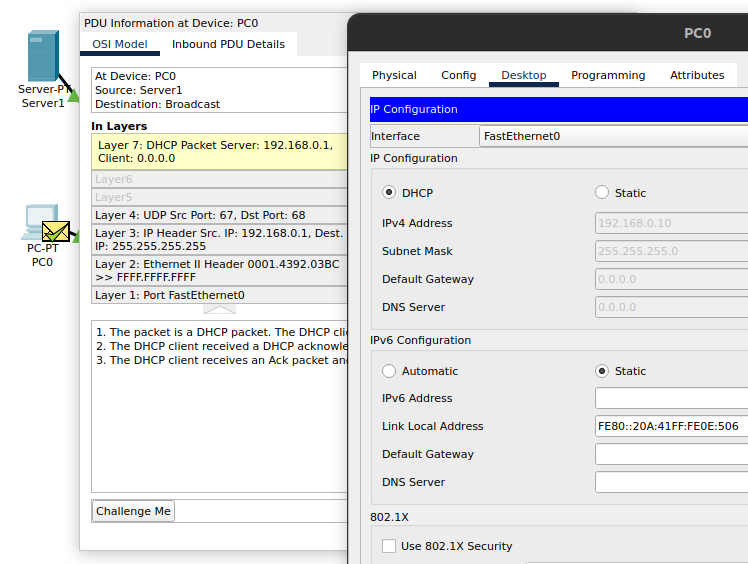 Server-PT
Server1
PC-PT
PC0
PDU Information at Device: PC0
OSI Model
Inbound PDU Details
At Device: PC0
Source: Server1
Destination: Broadcast
In Layers
Layer 7: DHCP Packet Server: 192.168.0.1,
Client: 0.0.0.0
Layer6
Layer5
Layer 4: UDP Src Port: 67, Dst Port: 68
Layer 3: IP Header Src. IP: 192.168.0.1, Dest.
IP: 255.255.255.255
Layer 2: Ethernet II Header 0001.4392.03BC
>> FFFF.FFFF.FFFF
Layer 1: Port FastEthernet0
1. The packet is a DHCP packet. The DHCP
2. The DHCP client received a DHCP
3. The DHCP client receives an Ack packet
Challenge Me
PC0
Physical
Config
Desktop
Programming
Attributes
IP Configuration
Interface
FastEthernet0
IP Configuration
DHCP
Static
IPv4 Address
192.168.0.10
Subnet Mask
255.255.255.0
Default Gateway
0.0.0.0
DNS Server
0.0.0.0
IPv6 Configuration
Automatic
Static
IPv6 Address
Link Local Address
FE80::20A:41FF:FE0E:506
Default Gateway
DNS Server
802.1X
Use 802.1X Security